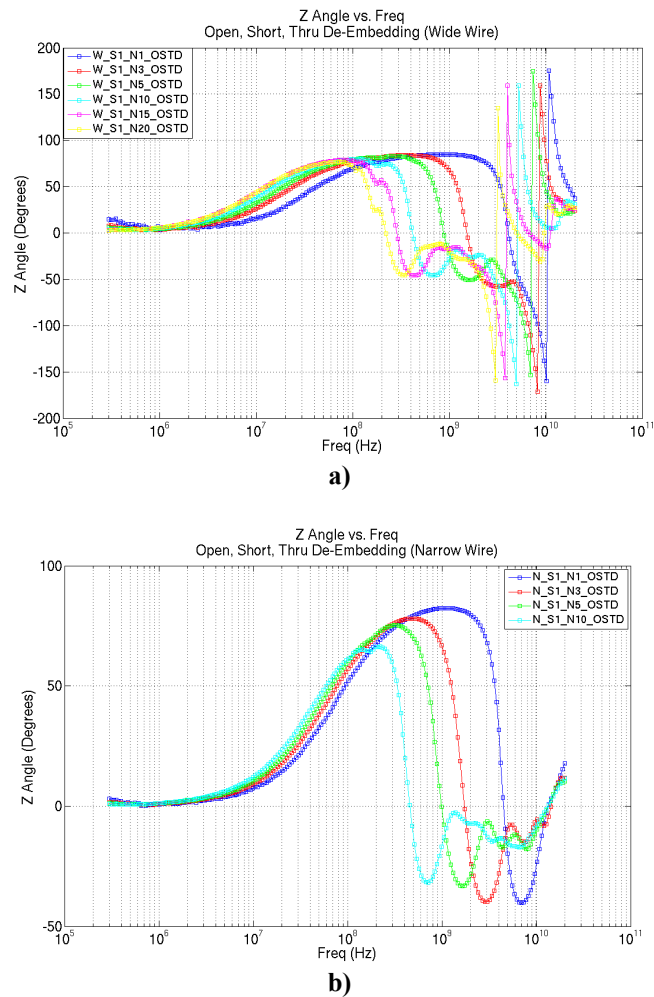 Z Angle vs. Freq
Open, Short, Thru De-Embedding (Wide Wire)
200
150
100
50
0
-50
-100
-150
-200
Z Angle (Degrees)
W_S1_N1_OSTD
W_S1_N3_OSTD
W_S1_N5_OSTD
W_S1_N10_OSTD
W_S1_N15_OSTD
W_S1_N20_OSTD
10^5 10^6 10^7 10^8 10^9 10^10 10^11
Freq (Hz)
a)
Z Angle vs. Freq
Open, Short, Thru De-Embedding (Narrow Wire)
100
50
0
-50
Z Angle (Degrees)
N_S1_N1_OSTD
N_S1_N3_OSTD
N_S1_N5_OSTD
N_S1_N10_OSTD
10^5 10^6 10^7 10^8 10^9 10^10 10^11
Freq (Hz)
b)